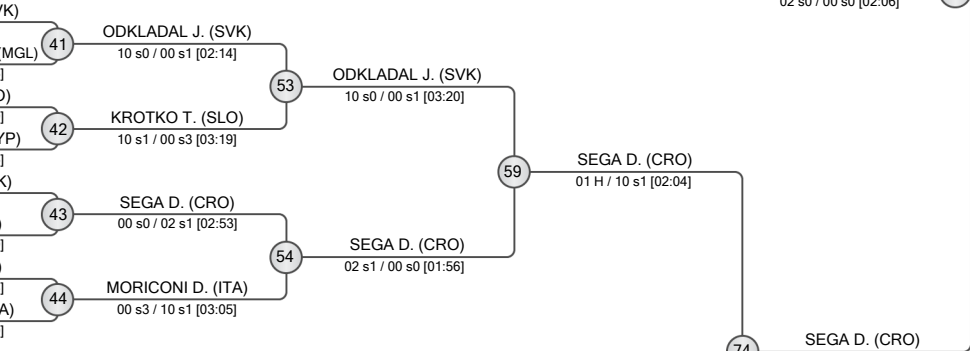 02 s0 / 00 s0 [02:06]
VK)
41
ODKLADAL J. (SVK)
10 s0 / 00 s1 [02:14]
(MGL)
]
53
ODKLADAL J. (SVK)
10 s0 / 00 s1 [03:20]
O)
]
42
KROTKO T. (SLO)
10 s1 / 00 s3 [03:19]
YP)
]
59
SEGA D. (CRO)
01 H / 10 s1 [02:04]
K)
]
43
SEGA D. (CRO)
00 s0 / 02 s1 [02:53]
)
]
54
SEGA D. (CRO)
02 s1 / 00 s0 [01:56]
)
]
44
MORICONI D. (ITA)
00 s3 / 10 s1 [03:05]
A)
]
74
SEGA D. (CRO)